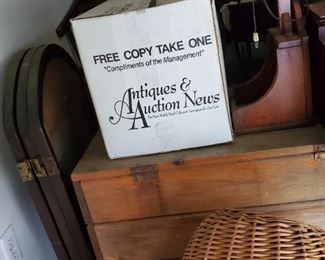 FREE COPY TAKE ONE
"Compliments of the Management"
Antiques &
Auction News